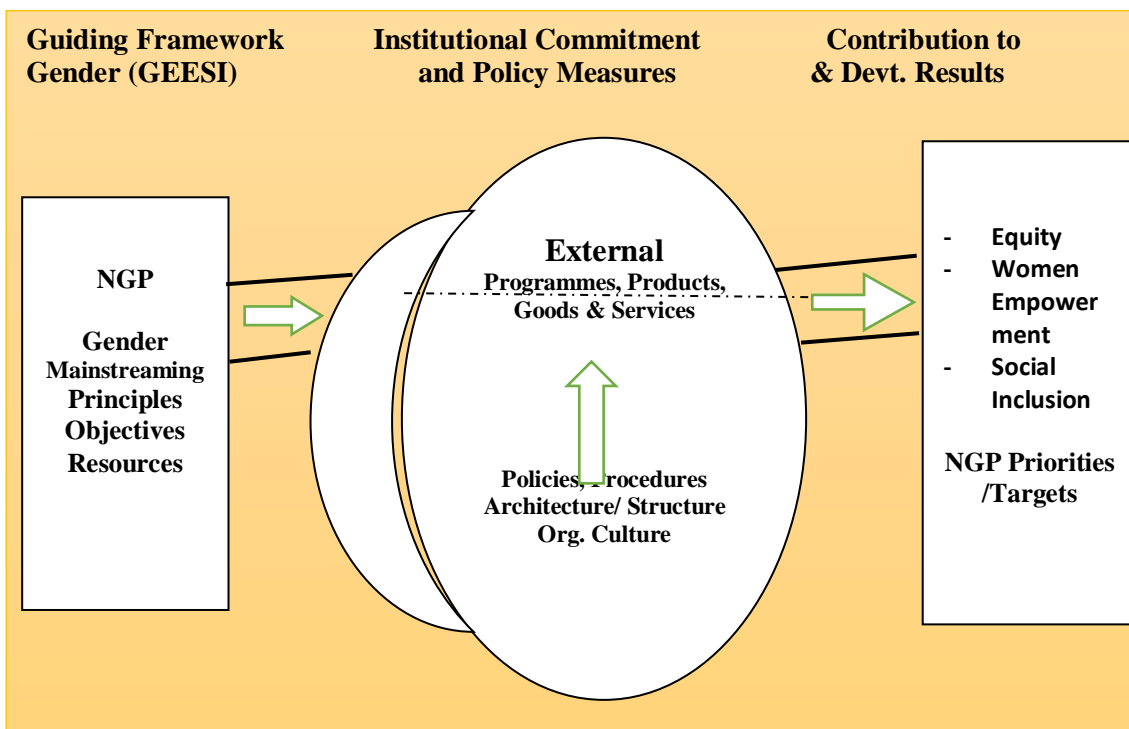 Guiding Framework
Gender (GEESI)
Institutional Commitment
and Policy Measures
Contribution to
& Devt. Results
NGP
Gender
Mainstreaming
Principles
Objectives
Resources
External
Programmes, Products,
Goods & Services
Policies, Procedures
Architecture/ Structure
Org. Culture
- Equity
- Women
Empower
ment
- Social
Inclusion
NGP Priorities
/Targets